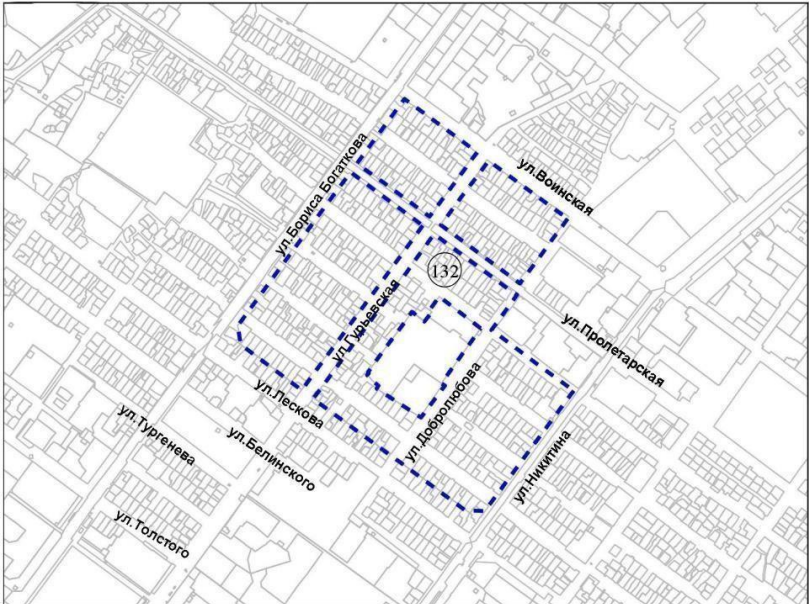 ул.Воинская
ул.Бориса Богаткова
132
ул.Гурьевская
ул.Пролетарская
ул.Лескова
ул.Добролюбова
ул.Тургенева
ул.Белинского
ул.Никитина
ул.Толстого